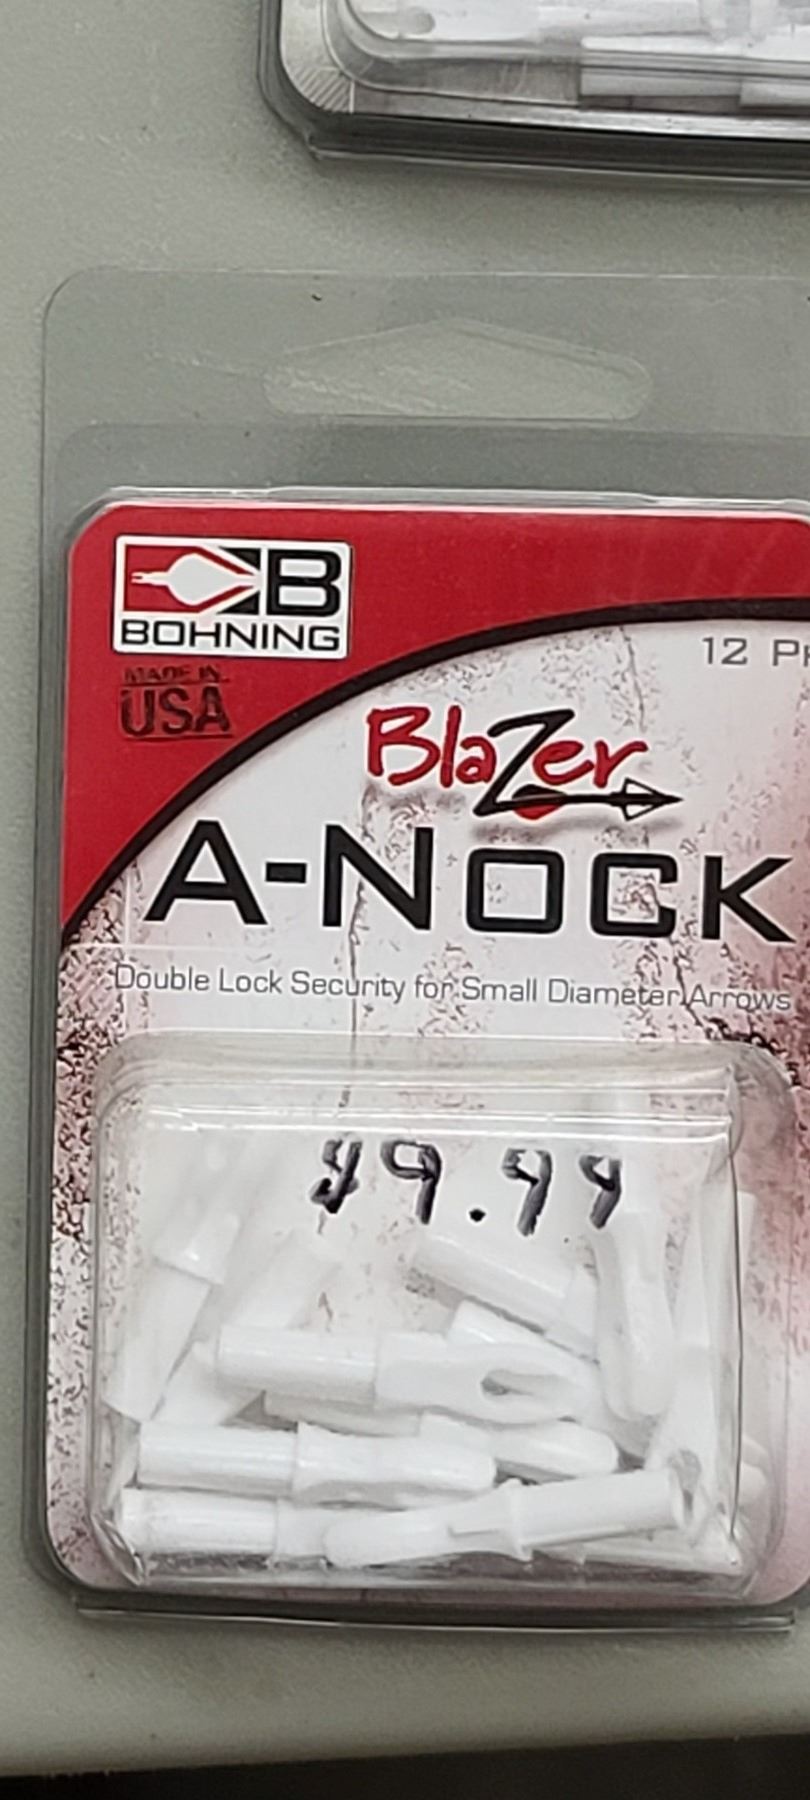 B
BOHNING
MADE IN
USA
12
Blazer
A-NOCK
Double Lock Security for Small Diameter Arrows
$9.99